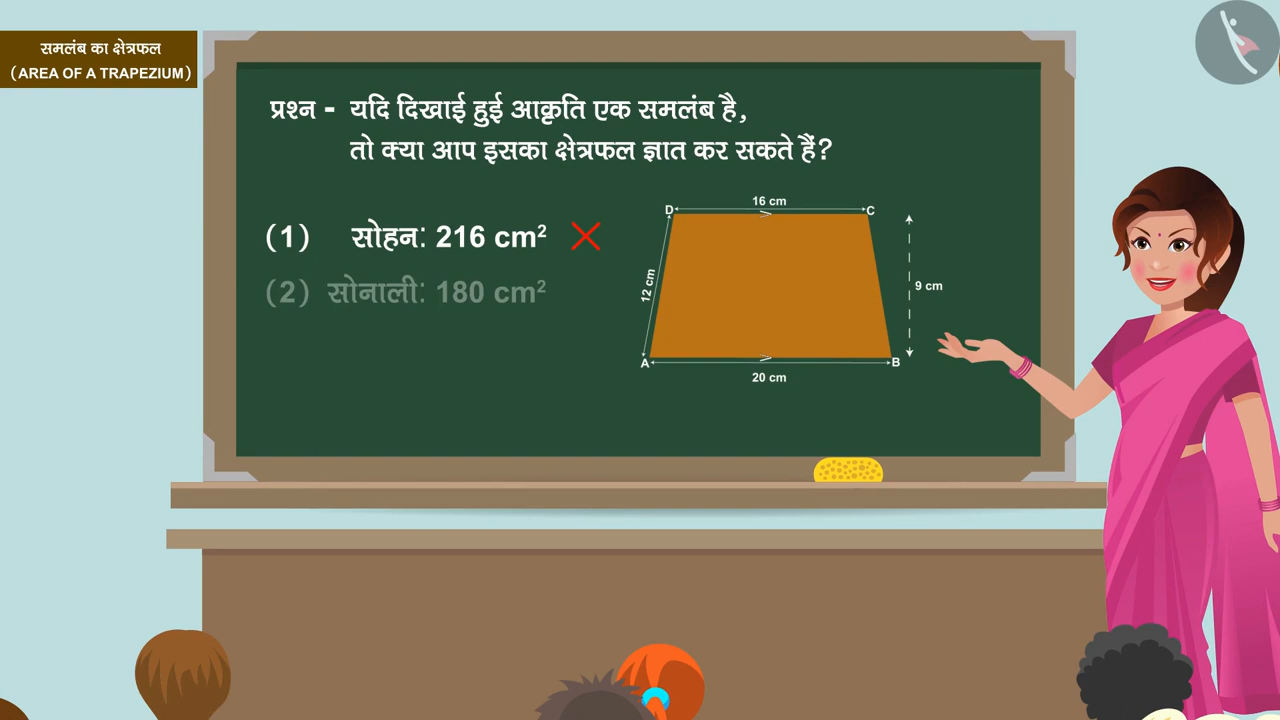 समलंब का क्षेत्रफल
(AREA OF A TRAPEZIUM)
प्रश्न - यदि दिखाई हुई आकृति एक समलंब है,
तो क्या आप इसका क्षेत्रफल ज्ञात कर सकते हैं?
(1) सोहन: 216 cm²
(2) सोनाली: 180 cm²
16 cm
D
C
12 cm
9 cm
A
B
20 cm